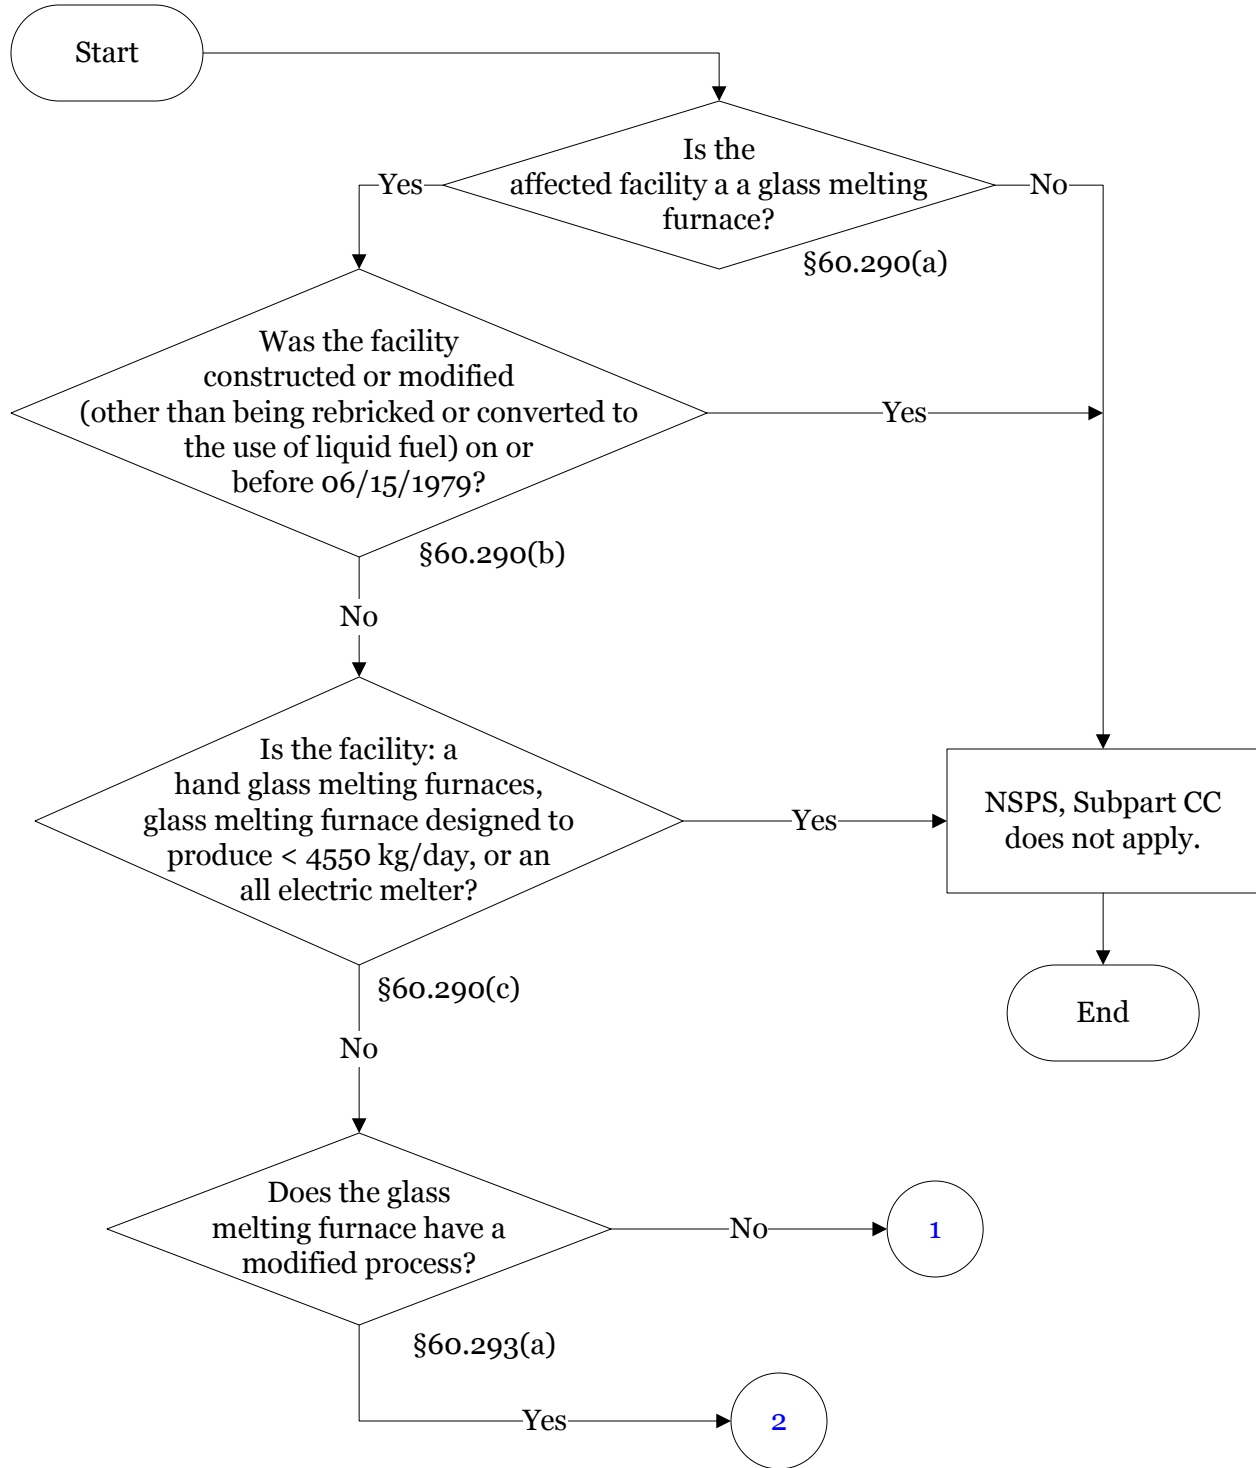 Start
Is the
affected facility a a glass melting
furnace?
Yes
No
§60.290(a)
Was the facility
constructed or modified
(other than being rebricked or converted to
the use of liquid fuel) on or
before 06/15/1979?
Yes
§60.290(b)
No
Is the facility: a
hand glass melting furnaces,
glass melting furnace designed to
produce < 4550 kg/day, or an
all electric melter?
Yes
NSPS, Subpart CC
does not apply.
§60.290(c)
No
End
Does the glass
melting furnace have a
modified process?
No
1
§60.293(a)
Yes
2